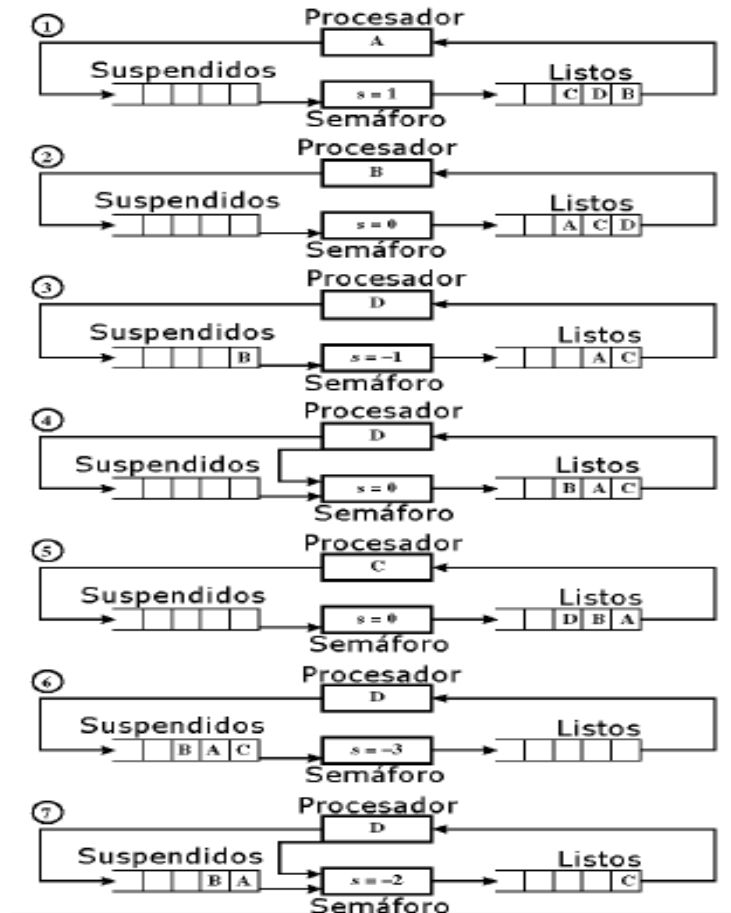 1 Procesador
A
Suspendidos Listos
s = 1 C D B
Semáforo
2 Procesador
B
Suspendidos Listos
s = 0 A C D
Semáforo
3 Procesador
D
Suspendidos Listos
B s = -1 A C
Semáforo
4 Procesador
D
Suspendidos Listos
s = 0 B A C
Semáforo
5 Procesador
C
Suspendidos Listos
s = 0 D B A
Semáforo
6 Procesador
D
Suspendidos Listos
B A C s = -3
Semáforo
7 Procesador
D
Suspendidos Listos
B A s = -2 C
Semáforo